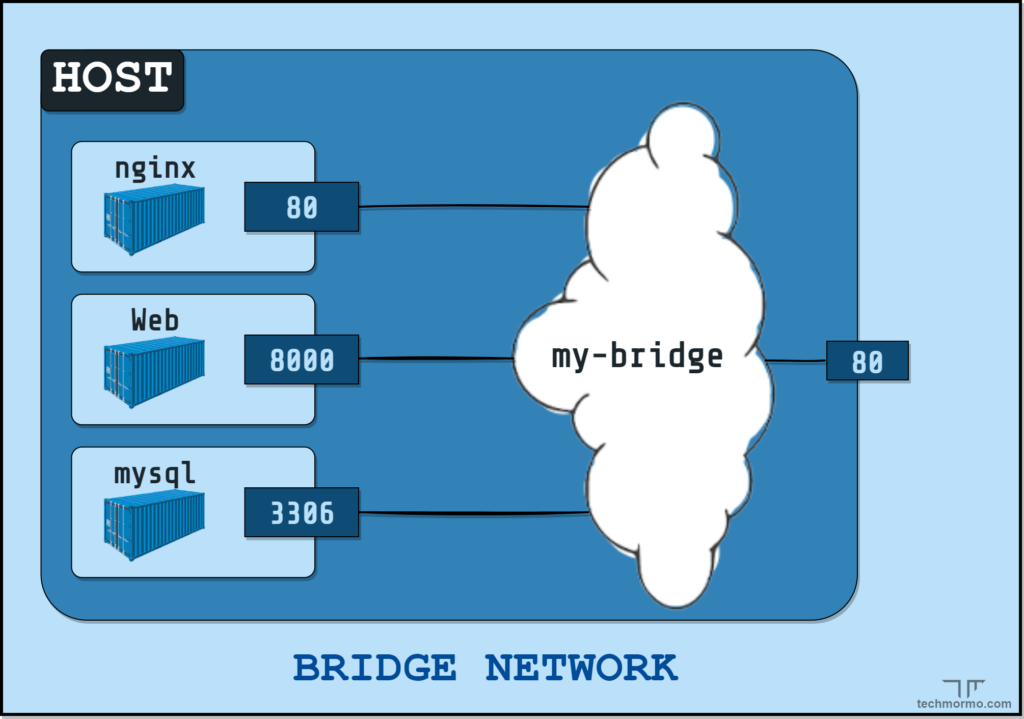 HOST
nginx
80
Web
8000
my-bridge
80
mysql
3306
BRIDGE NETWORK
techmormo.com